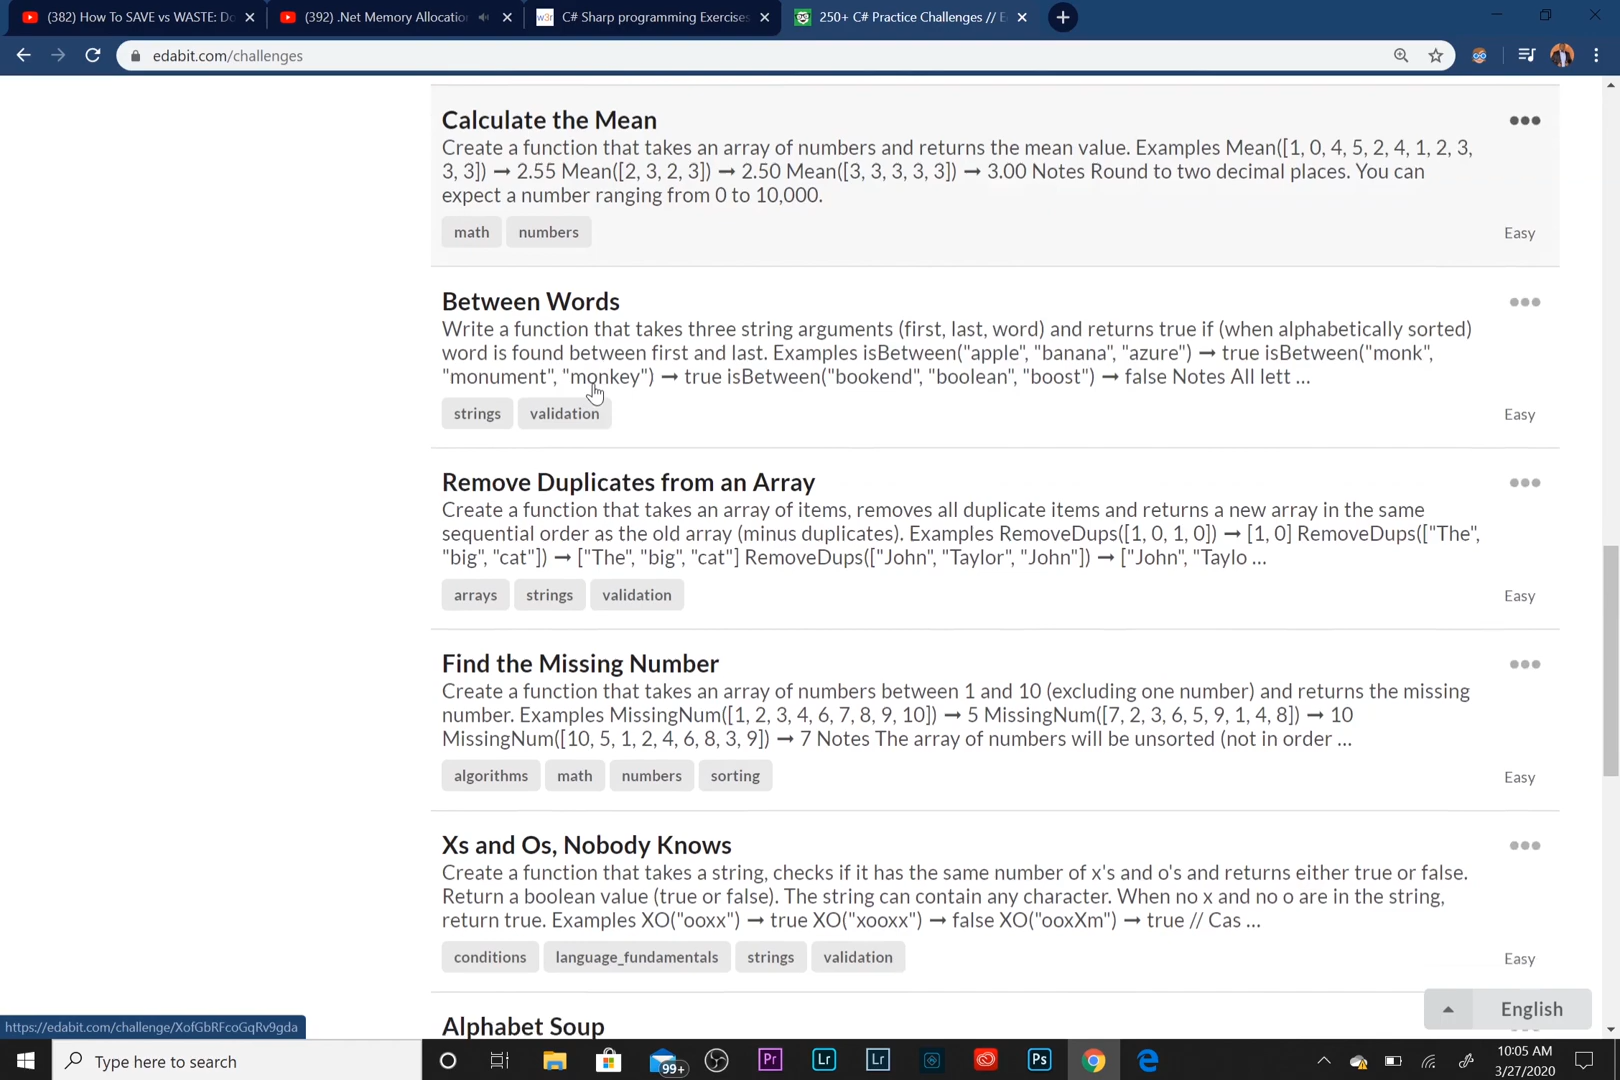 (382) How To SAVE vs WASTE: Do
(392) .Net Memory Allocation
w3r
C# Sharp programming Exercises
250+ C# Practice Challenges // E
edabit.com/challenges
Calculate the Mean
Create a function that takes an array of numbers and returns the mean value. Examples Mean([1, 0, 4, 5, 2, 4, 1, 2, 3,
3, 3]) ➞ 2.55 Mean([2, 3, 2, 3]) ➞ 2.50 Mean([3, 3, 3, 3, 3]) ➞ 3.00 Notes Round to two decimal places. You can
expect a number ranging from 0 to 10,000.
math numbers Easy
Between Words
Write a function that takes three string arguments (first, last, word) and returns true if (when alphabetically sorted)
word is found between first and last. Examples isBetween("apple", "banana", "azure") ➞ true isBetween("monk",
"monument", "monkey") ➞ true isBetween("bookend", "boolean", "boost") ➞ false Notes All lett ...
strings validation Easy
Remove Duplicates from an Array
Create a function that takes an array of items, removes all duplicate items and returns a new array in the same
sequential order as the old array (minus duplicates). Examples RemoveDups([1, 0, 1, 0]) ➞ [1, 0] RemoveDups(["The",
"big", "cat"]) ➞ ["The", "big", "cat"] RemoveDups(["John", "Taylor", "John"]) ➞ ["John", "Taylo ...
arrays strings validation Easy
Find the Missing Number
Create a function that takes an array of numbers between 1 and 10 (excluding one number) and returns the missing
number. Examples MissingNum([1, 2, 3, 4, 6, 7, 8, 9, 10]) ➞ 5 MissingNum([7, 2, 3, 6, 5, 9, 1, 4, 8]) ➞ 10
MissingNum([10, 5, 1, 2, 4, 6, 8, 3, 9]) ➞ 7 Notes The array of numbers will be unsorted (not in order ...
algorithms math numbers sorting Easy
Xs and Os, Nobody Knows
Create a function that takes a string, checks if it has the same number of x's and o's and returns either true or false.
Return a boolean value (true or false). The string can contain any character. When no x and no o are in the string,
return true. Examples XO("ooxx") ➞ true XO("xooxx") ➞ false XO("ooxXm") ➞ true // Cas ...
conditions language_fundamentals strings validation Easy
Alphabet Soup
English
https://edabit.com/challenge/XofGbRFcoGqRv9gda
Type here to search
99+
Pr
Lr
Lr
Ps
10:05 AM
3/27/2020